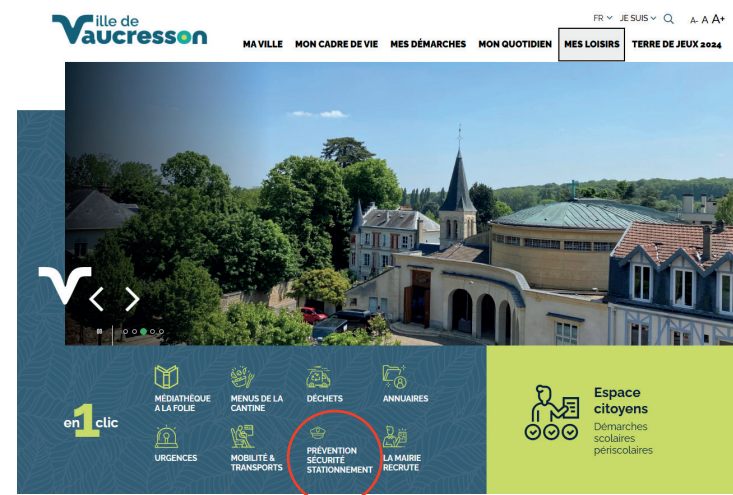 FR JE SUIS A- A A+
Ville de
Vaucresson
MA VILLE MON CADRE DE VIE MES DÉMARCHES MON QUOTIDIEN MES LOISIRS TERRE DE JEUX 2024
en 1 clic
MÉDIATHÈQUE
A LA FOLIE
MENUS DE LA
CANTINE
DÉCHETS
ANNUAIRES
URGENCES
MOBILITÉ &
TRANSPORTS
PRÉVENTION
SÉCURITÉ
STATIONNEMENT
LA MAIRIE
RECRUTE
Espace
citoyens
Démarches
scolaires
périscolaires